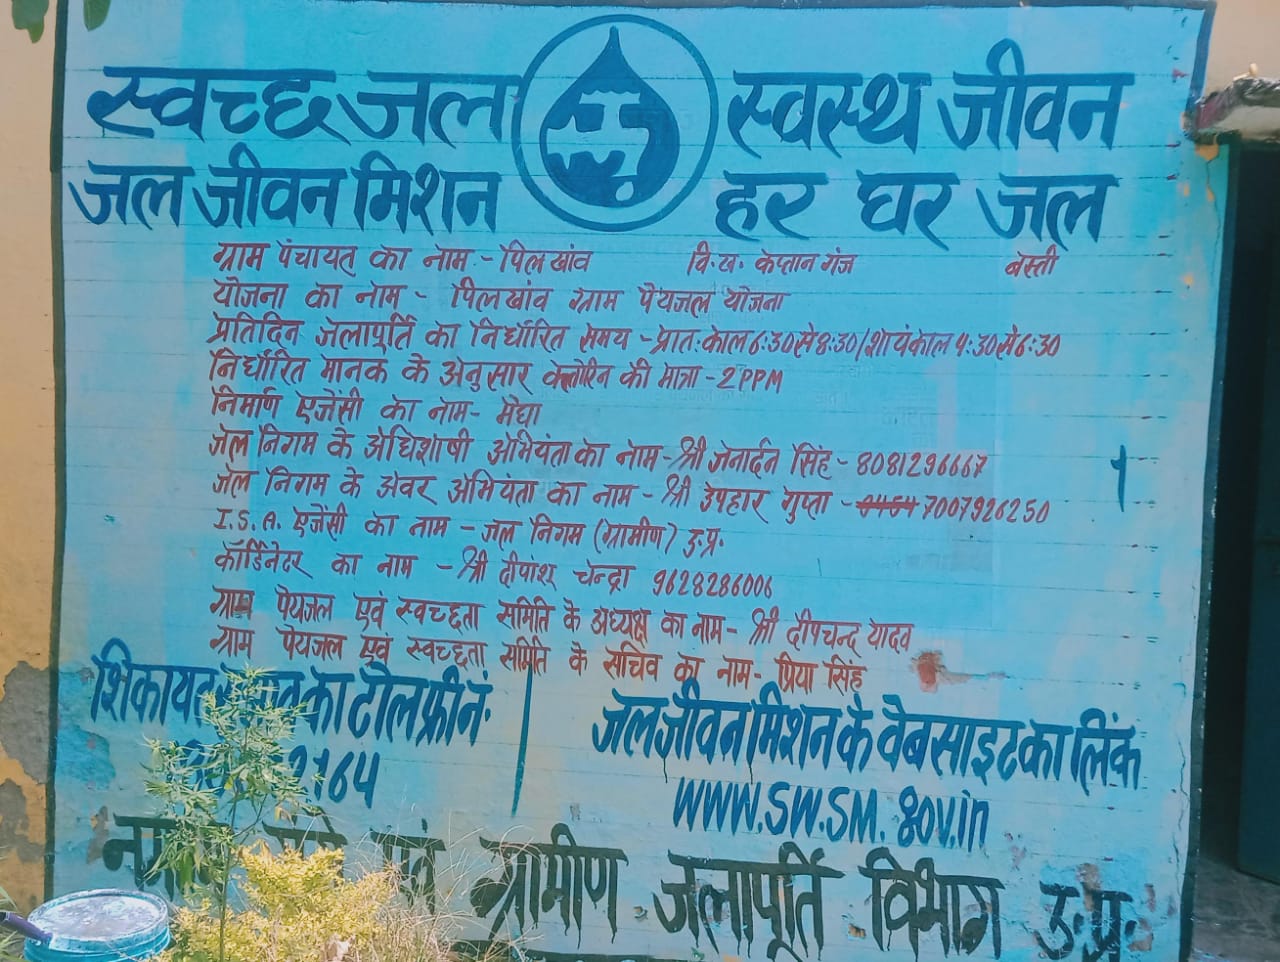 स्वच्छ जल स्वस्थ जीवन
जल जीवन मिशन हर घर जल
ग्राम पंचायत का नाम - पिलखांव वि.ख. केप्तान गंज बस्ती
योजना का नाम - पिलखांव ग्राम पेयजल योजना
प्रतिदिन जलापूर्ति का निर्धारित समय - प्रात:काल 6:30 से 8:30/शायंकाल 4:30 से 6:30
निर्धारित मानक के अनुसार क्लोरिन की मात्रा - 2PPM
निर्माण एजेंसी का नाम - मेघा
जल निगम के अधिशाषी अभियंता का नाम - श्री जनार्दन सिंह - 8081296667
जल निगम के अवर अभियंता का नाम - श्री उपहार गुप्ता - 7007926250
I.S.A. एजेंसी का नाम - जल निगम (ग्रामीण) उ.प्र.
कॉर्डिनेटर का नाम - श्री दीपांशु चन्द्रा 9628286006
ग्राम पेयजल एवं स्वच्छता समिति के अध्यक्ष का नाम - श्री दीपचन्द यादव
ग्राम पेयजल एवं स्वच्छता समिति के सचिव का नाम - प्रिया सिंह
शिकायत का टोल फ्री नं.
2164
जल जीवन मिशन के वैबसाइट का लिंक
WWW.SW.SM.gov.in
एवं ग्रामीण जलापूर्ति विभाग उ.प्र.